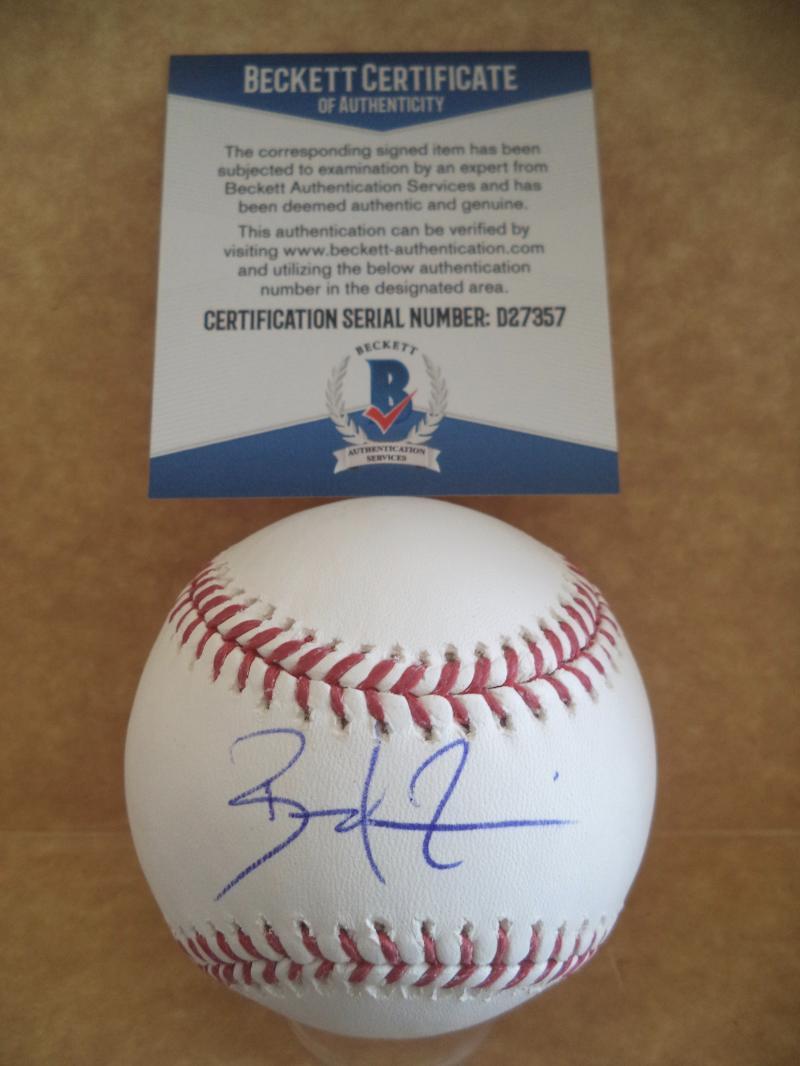 BECKETT CERTIFICATE
OF AUTHENTICITY
The corresponding signed item has been
subjected to examination by an expert from
Beckett Authentication Services and has
been deemed authentic and genuine.
This authentication can be verified by
visiting www.beckett-authentication.com
and utilizing the below authentication
number in the designated area.
CERTIFICATION SERIAL NUMBER: D27357
BECKETT
B
AUTHENTICATION
SERVICES